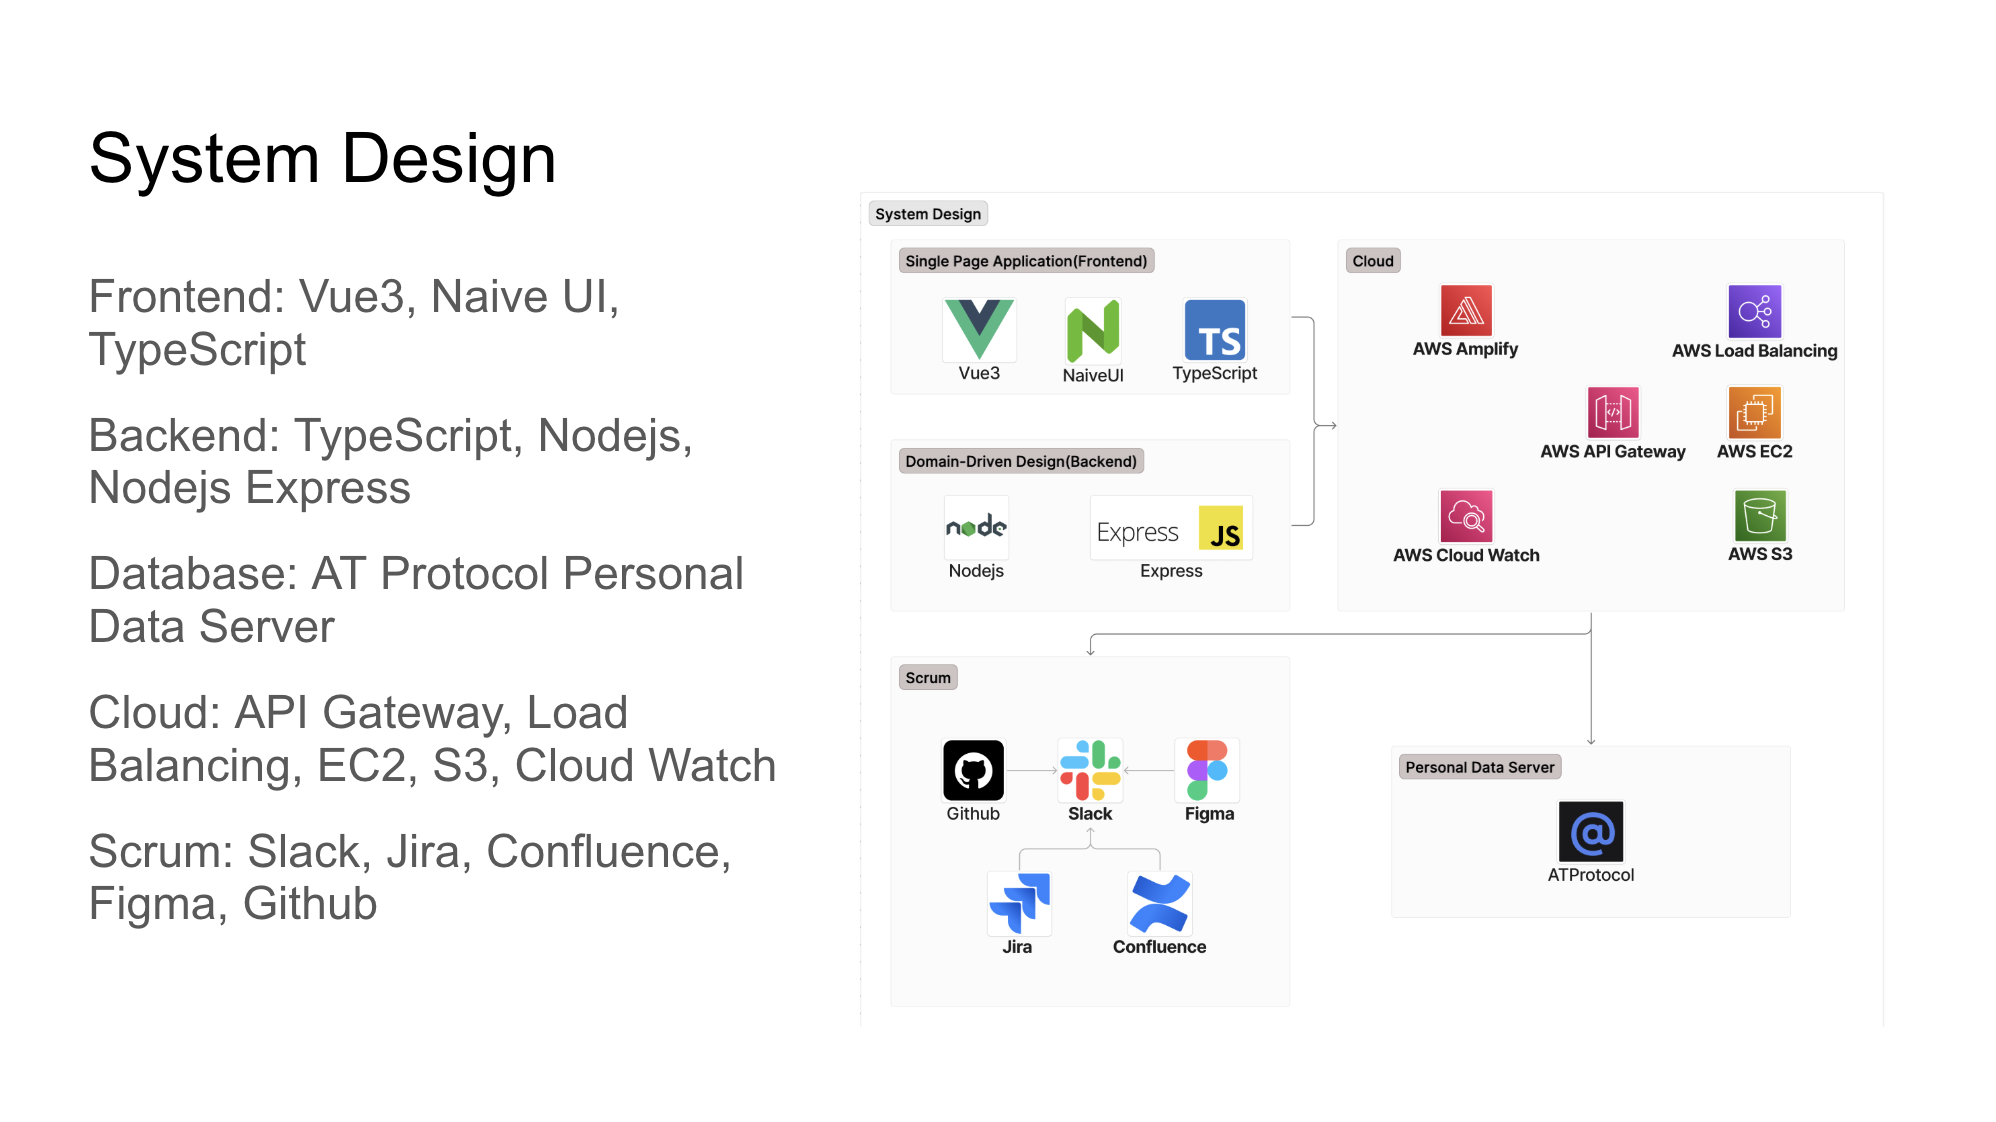 System Design
Frontend: Vue3, Naive UI,
TypeScript
Backend: TypeScript, Nodejs,
Nodejs Express
Database: AT Protocol Personal
Data Server
Cloud: API Gateway, Load
Balancing, EC2, S3, Cloud Watch
Scrum: Slack, Jira, Confluence,
Figma, Github
System Design
Single Page Application(Frontend)
TS
Vue3
NaiveUI
TypeScript
Domain-Driven Design(Backend)
node
Express JS
Nodejs
Express
Cloud
AWS Amplify
AWS Load Balancing
AWS API Gateway
AWS EC2
AWS Cloud Watch
AWS S3
Scrum
Github
Slack
Figma
Jira
Confluence
Personal Data Server
@
ATProtocol